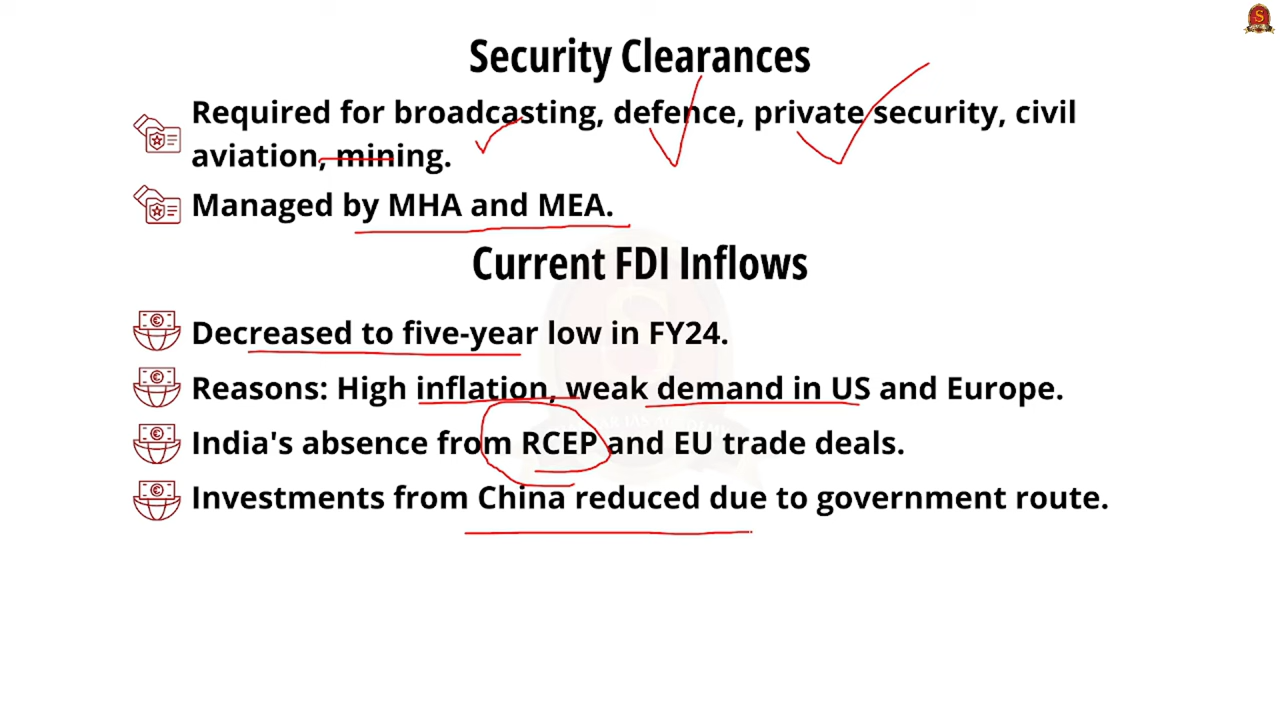 Security Clearances
Required for broadcasting, defence, private security, civil
aviation, mining.
Managed by MHA and MEA.
Current FDI Inflows
Decreased to five-year low in FY24.
Reasons: High inflation, weak demand in US and Europe.
India's absence from RCEP and EU trade deals.
Investments from China reduced due to government route.